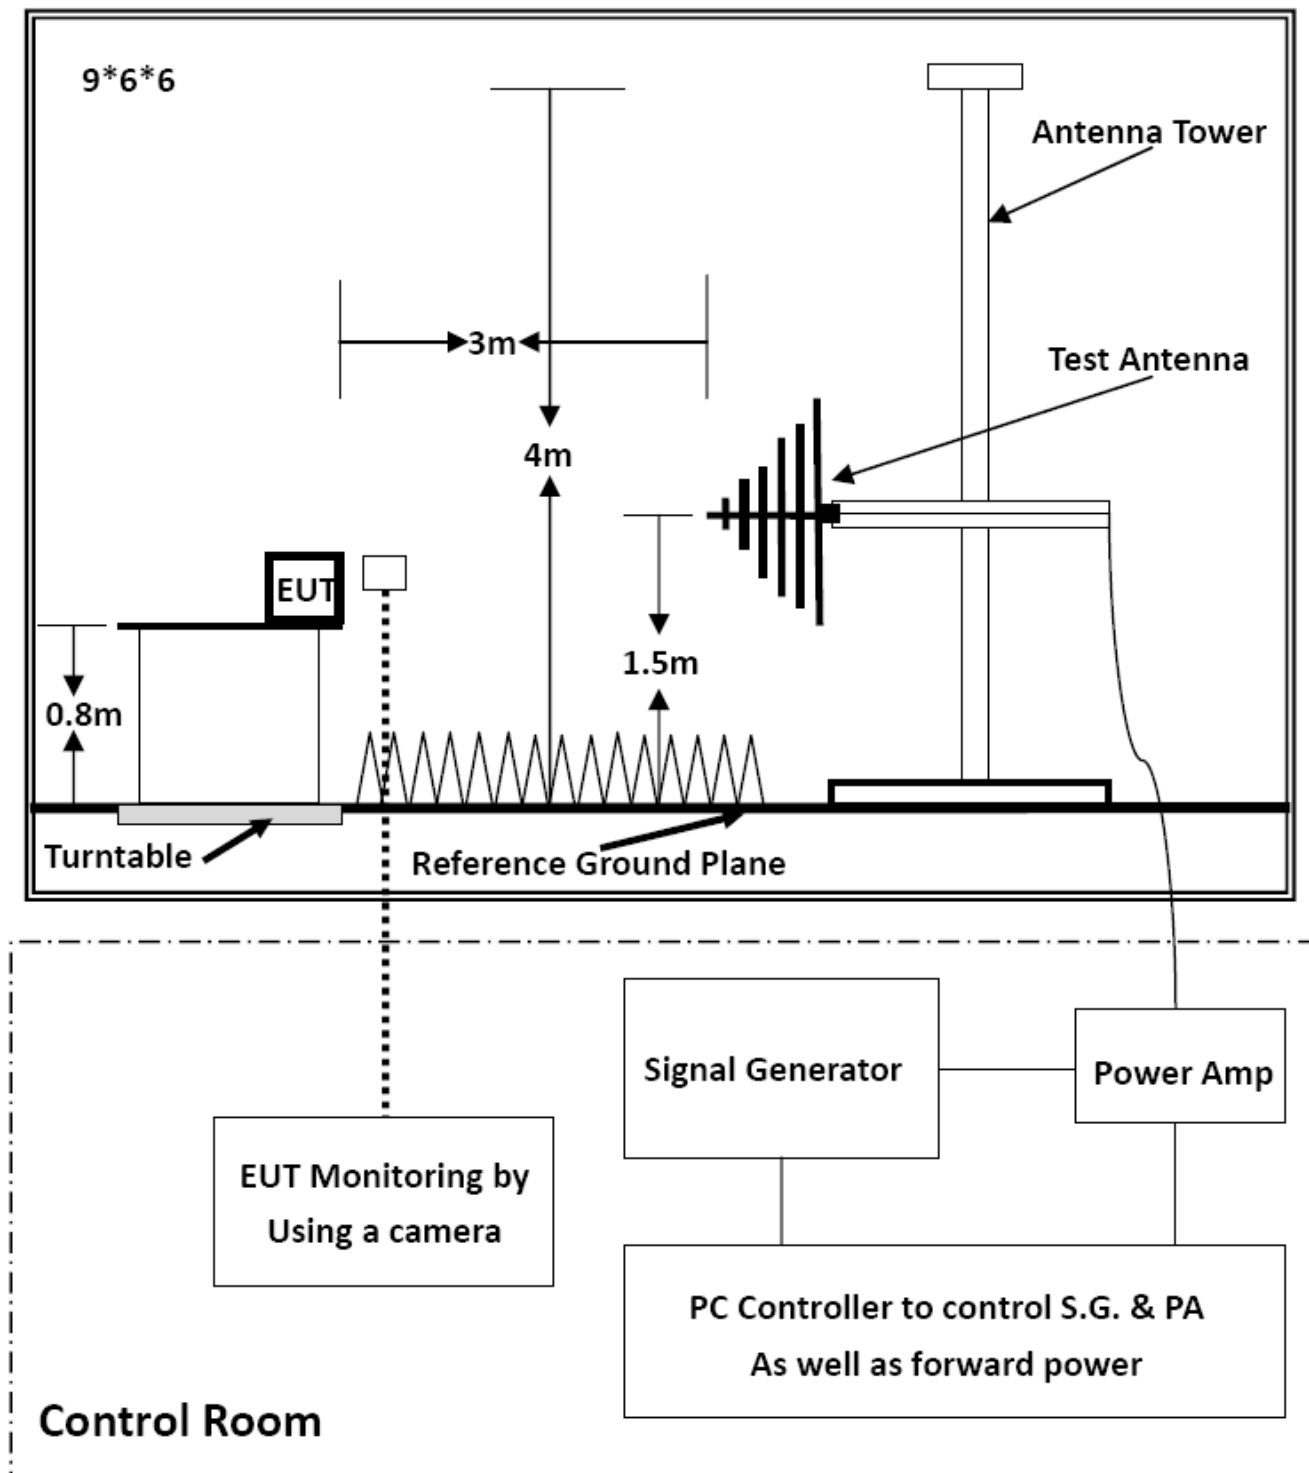 9*6*6
Antenna Tower
3m
Test Antenna
4m
EUT
1.5m
0.8m
Turntable
Reference Ground Plane
Signal Generator
Power Amp
EUT Monitoring by
Using a camera
PC Controller to control S.G. & PA
As well as forward power
Control Room